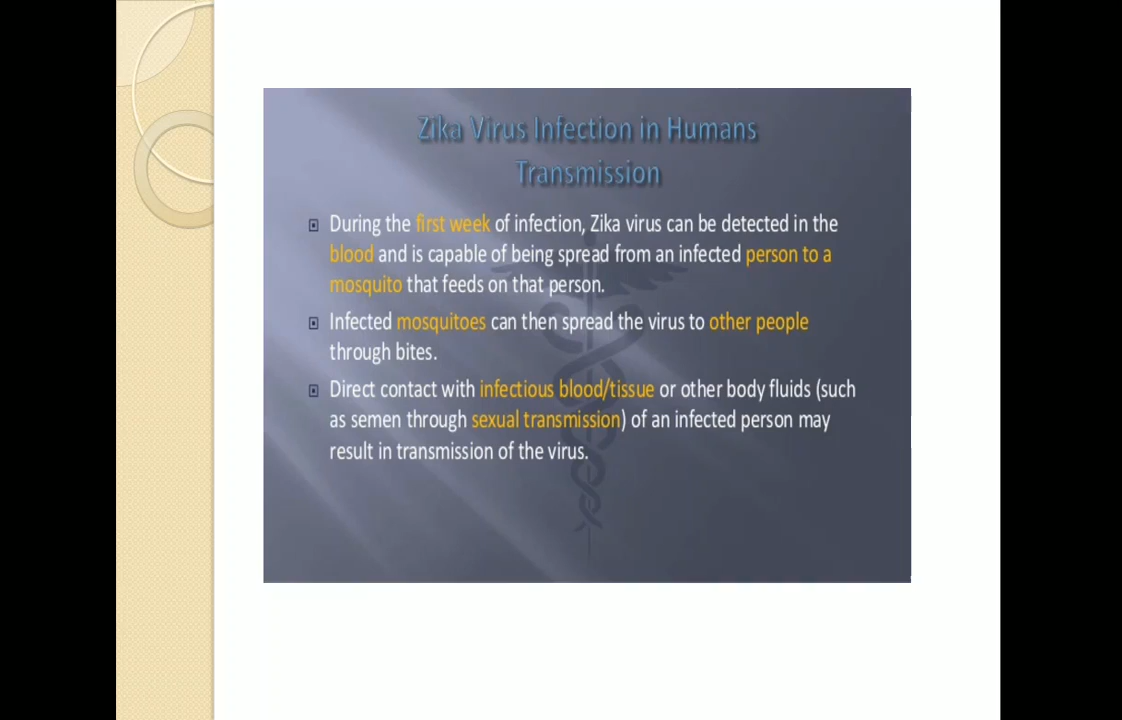 Zika Virus Infection in Humans
Transmission
During the first week of infection, Zika virus can be detected in the
blood and is capable of being spread from an infected person to a
mosquito that feeds on that person.
Infected mosquitoes can then spread the virus to other people
through bites.
Direct contact with infectious blood/tissue or other body fluids (such
as semen through sexual transmission) of an infected person may
result in transmission of the virus.